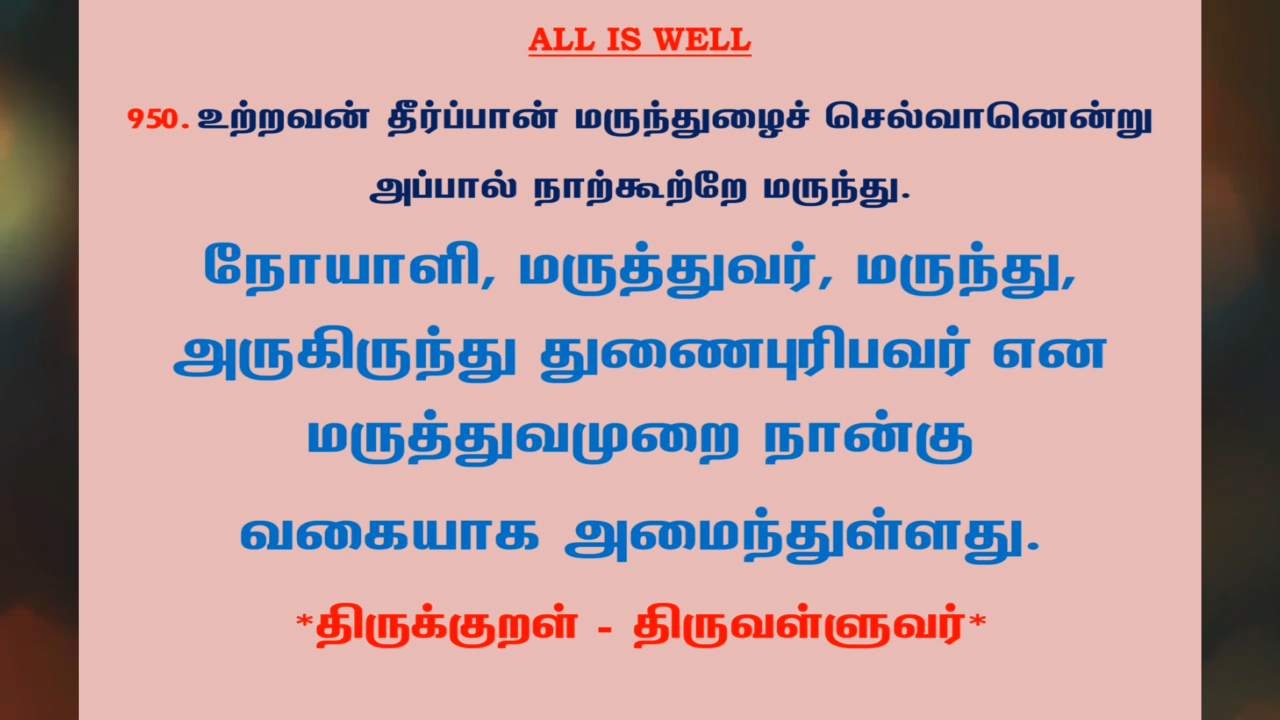 ALL IS WELL
950. உற்றவன் தீர்ப்பான் மருந்துழைச் செல்வானென்று
அப்பால் நாற்கூற்றே மருந்து.
நோயாளி, மருத்துவர், மருந்து,
அருகிருந்து துணைபுரிபவர் என
மருத்துவமுறை நான்கு
வகையாக அமைந்துள்ளது.
*திருக்குறள் - திருவள்ளுவர்*